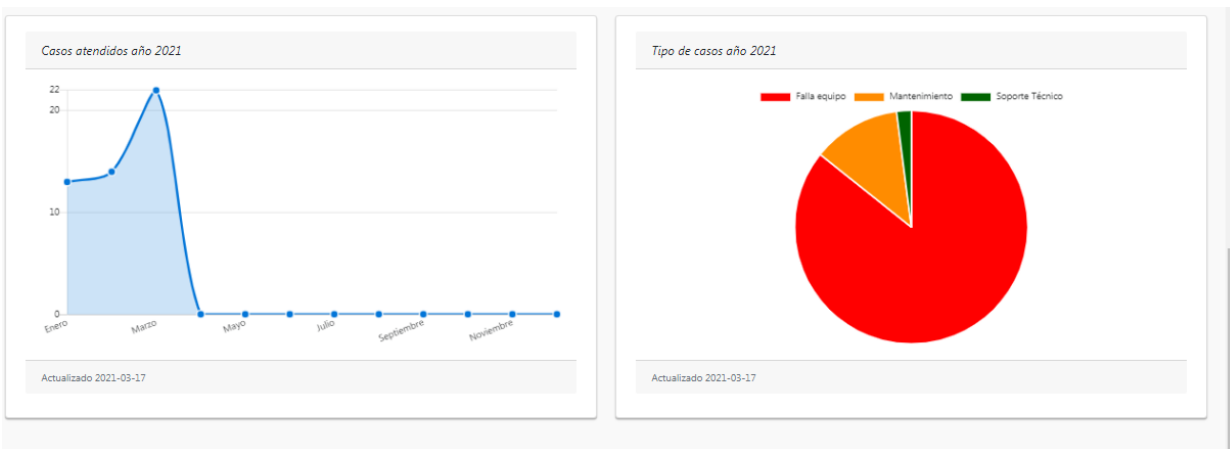 Casos atendidos año 2021
22
20
10
0
Enero
Marzo
Mayo
Julio
Septiembre
Noviembre
Actualizado 2021-03-17
Tipo de casos año 2021
Falla equipo Mantenimiento Soporte Técnico
Actualizado 2021-03-17